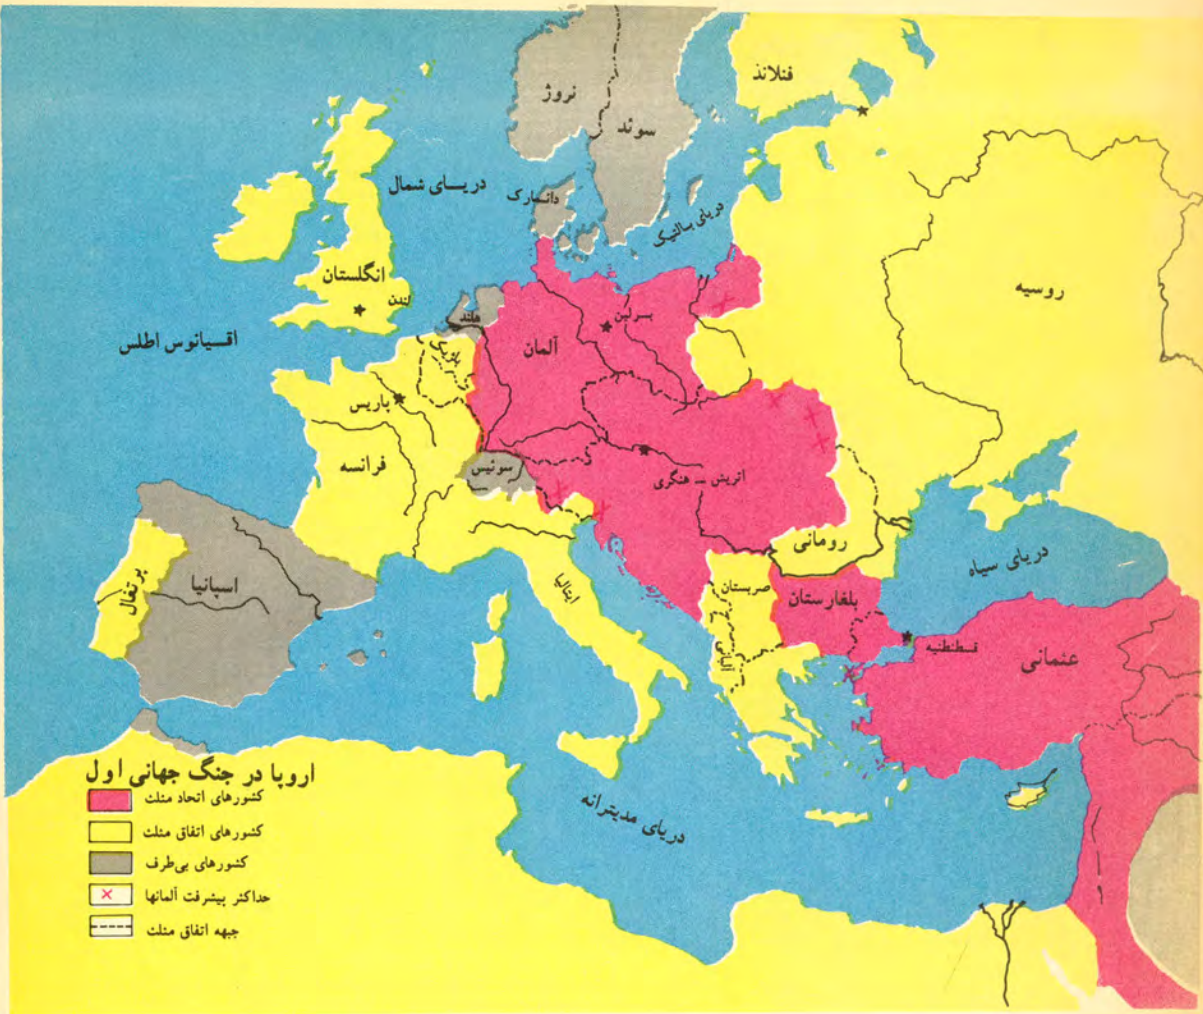 فنلاند
نروژ
سوئد
دریای شمال
دانمارک
دریای بالتیک
انگلستان
لندن
هلند
روسیه
برلین
آلمان
اقیانوس اطلس
بلژیک
پاریس
فرانسه
سوئیس
اتریش - هنگری
رومانی
دریای سیاه
پرتغال
اسپانیا
ایتالیا
صربستان
بلغارستان
آلبانی
قسطنطنیه
عثمانی
دریای مدیترانه
اروپا در جنگ جهانی اول
کشورهای اتحاد مثلث
کشورهای اتفاق مثلث
کشورهای بی‌طرف
حداکثر پیشرفت آلمانها
جبهه اتفاق مثلث